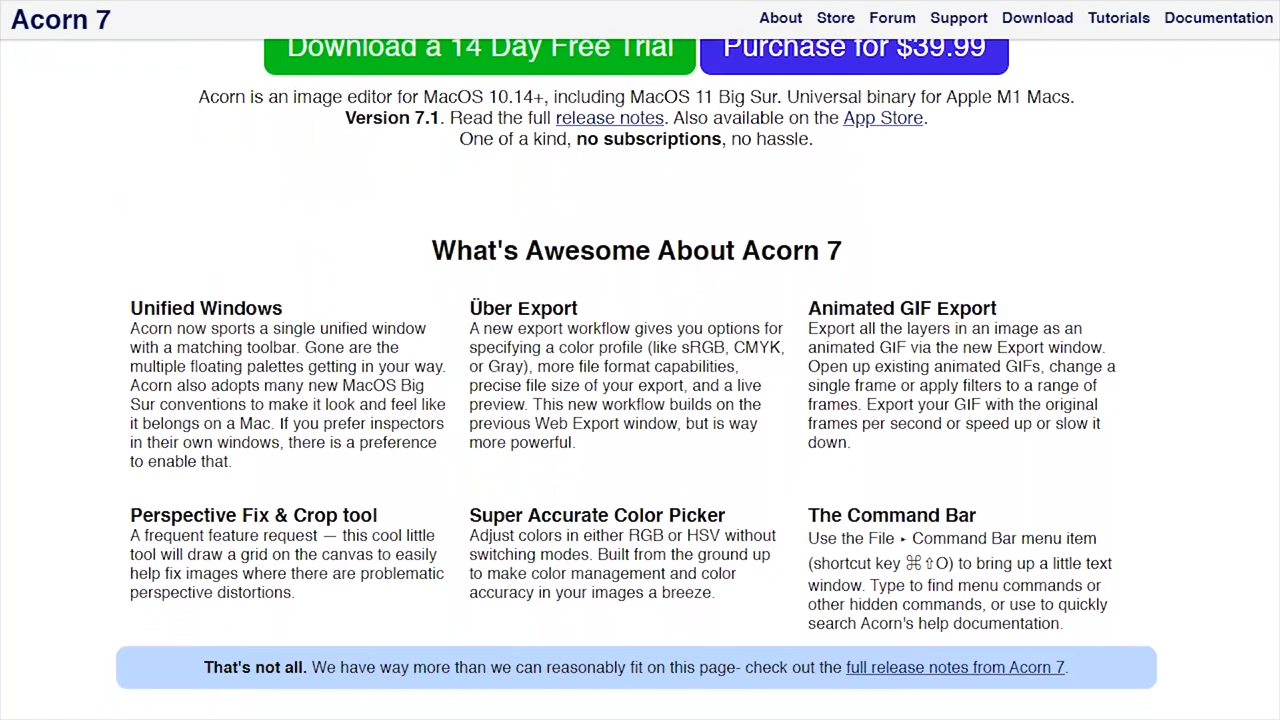 Acorn 7
About Store Forum Support Download Tutorials Documentation
Download a 14 Day Free Trial
Purchase for $39.99
Acorn is an image editor for MacOS 10.14+, including MacOS 11 Big Sur. Universal binary for Apple M1 Macs.
Version 7.1. Read the full release notes. Also available on the App Store.
One of a kind, no subscriptions, no hassle.
What's Awesome About Acorn 7
Unified Windows
Acorn now sports a single unified window
with a matching toolbar. Gone are the
multiple floating palettes getting in your way.
Acorn also adopts many new MacOS Big
Sur conventions to make it look and feel like
it belongs on a Mac. If you prefer inspectors
in their own windows, there is a preference
to enable that.
Über Export
A new export workflow gives you options for
specifying a color profile (like sRGB, CMYK,
or Gray), more file format capabilities,
precise file size of your export, and a live
preview. This new workflow builds on the
previous Web Export window, but is way
more powerful.
Animated GIF Export
Export all the layers in an image as an
animated GIF via the new Export window.
Open up existing animated GIFs, change a
single frame or apply filters to a range of
frames. Export your GIF with the original
frames per second or speed up or slow it
down.
Perspective Fix & Crop tool
A frequent feature request — this cool little
tool will draw a grid on the canvas to easily
help fix images where there are problematic
perspective distortions.
Super Accurate Color Picker
Adjust colors in either RGB or HSV without
switching modes. Built from the ground up
to make color management and color
accuracy in your images a breeze.
The Command Bar
Use the File ▸ Command Bar menu item
(shortcut key ⌘⇧O) to bring up a little text
window. Type to find menu commands or
other hidden commands, or use to quickly
search Acorn's help documentation.
That's not all. We have way more than we can reasonably fit on this page- check out the full release notes from Acorn 7.